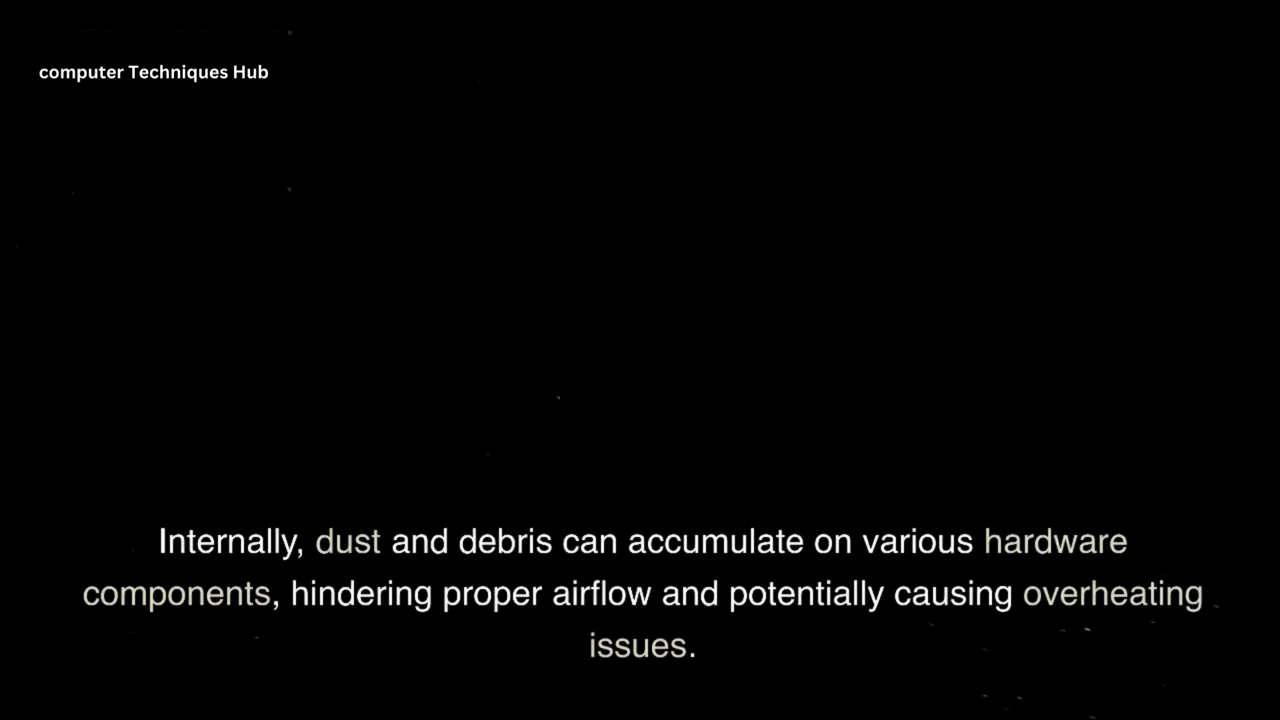 computer Techniques Hub
Internally, dust and debris can accumulate on various hardware
components, hindering proper airflow and potentially causing overheating
issues.